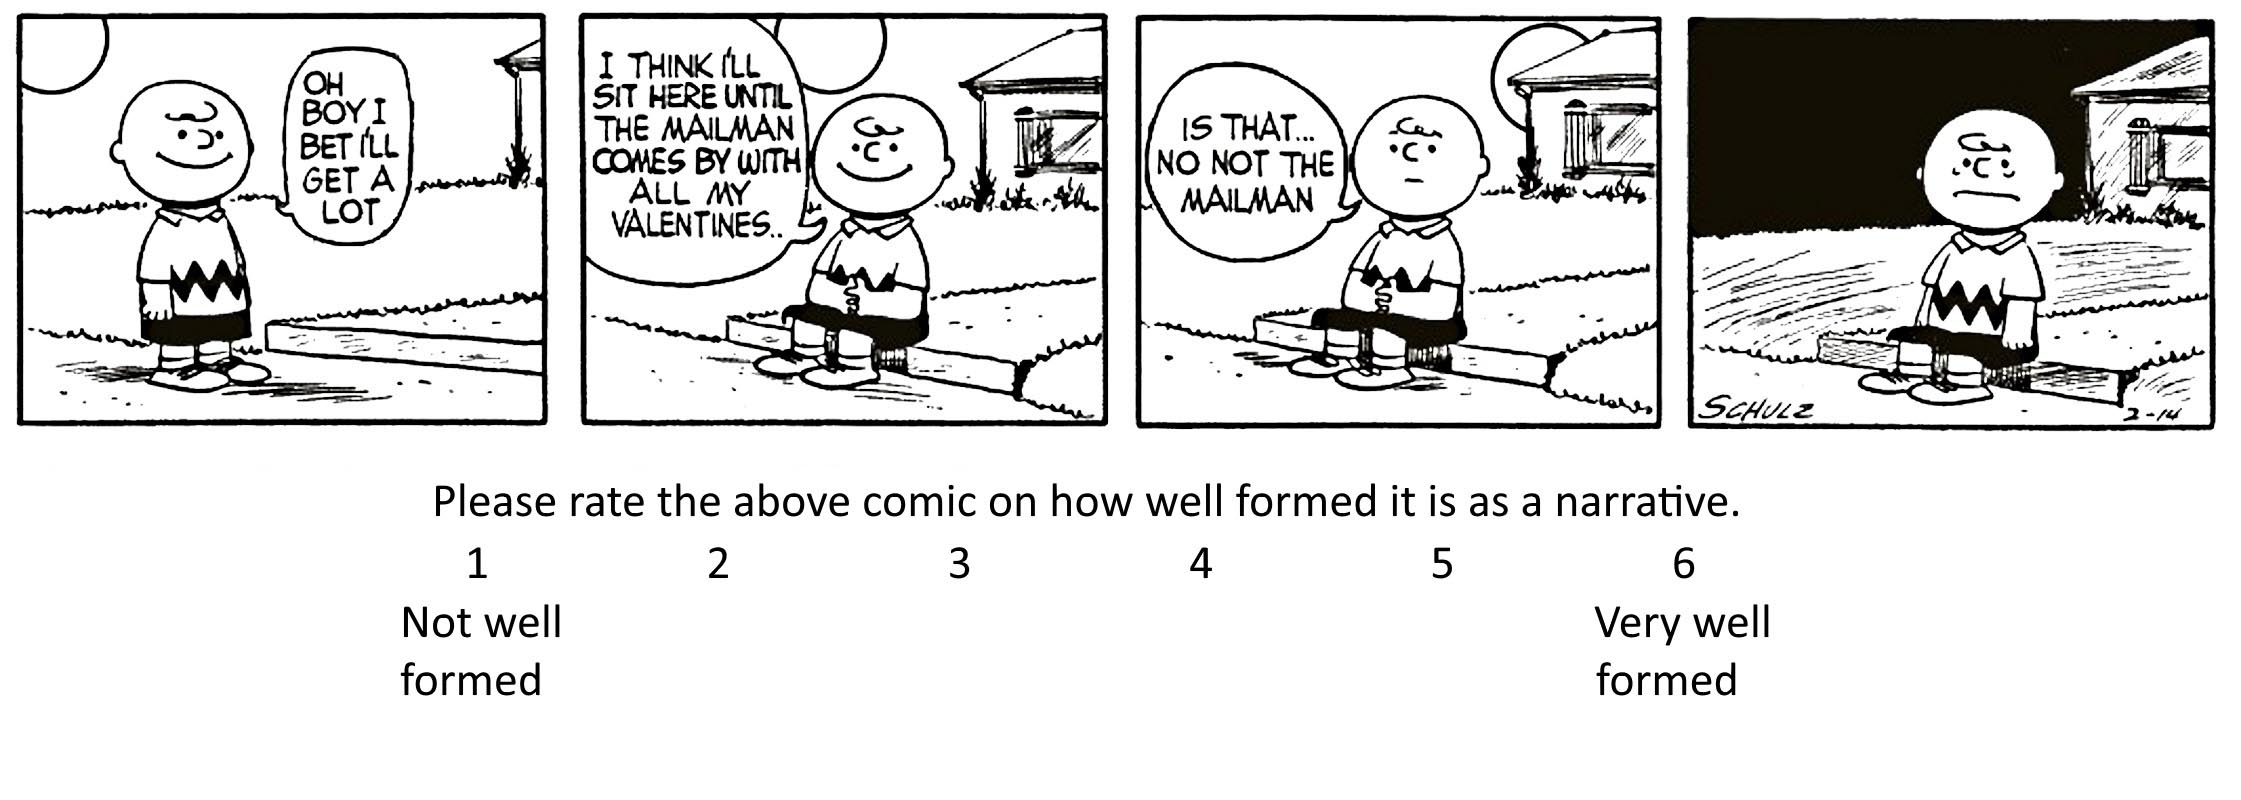 OH
BOY I
BET I'LL
GET A
LOT
I THINK I'LL
SIT HERE UNTIL
THE MAILMAN
COMES BY WITH
ALL MY
VALENTINES..
IS THAT...
NO NOT THE
MAILMAN
SCHULZ
2-14
Please rate the above comic on how well formed it is as a narrative.
1 2 3 4 5 6
Not well
formed
Very well
formed